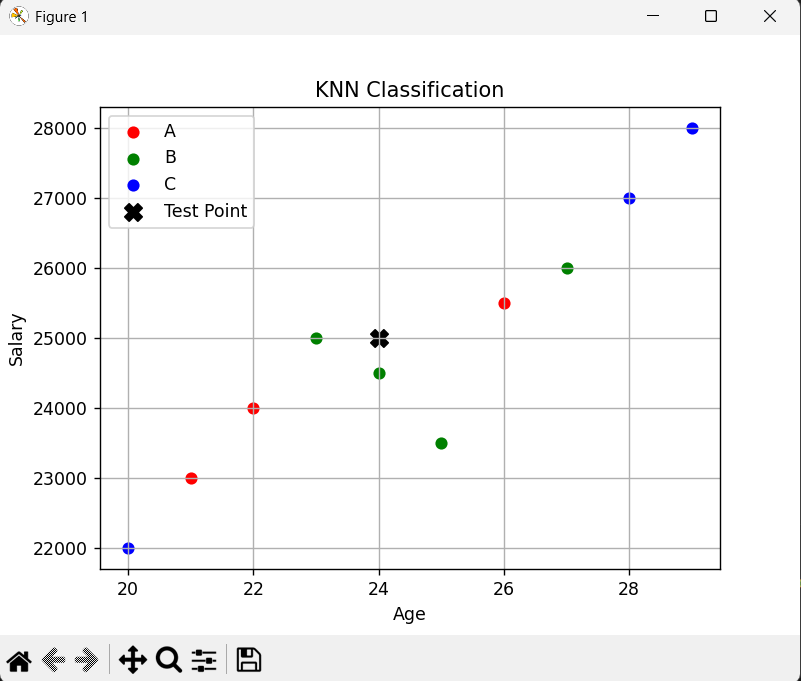 Figure 1
KNN Classification
A
B
C
Test Point
28000
27000
26000
25000
24000
23000
22000
Salary
20 22 24 26 28
Age